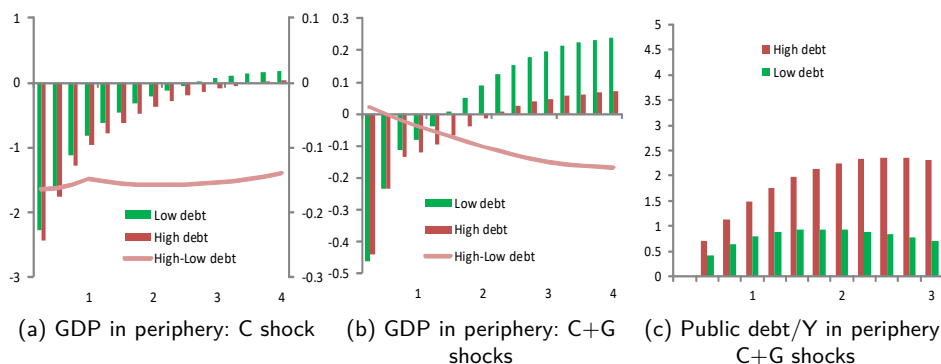 1
0
-1
-2
-3
0.1
0.0
-0.1
-0.2
-0.3
1 2 3 4
Low debt
High debt
High-Low debt
(a) GDP in periphery: C shock
0.3
0.2
0.1
0
-0.1
-0.2
-0.3
-0.4
-0.5
1 2 3 4
Low debt
High debt
High-Low debt
(b) GDP in periphery: C+G
shocks
5
4.5
4
3.5
3
2.5
2
1.5
1
0.5
0
1 2 3
High debt
Low debt
(c) Public debt/Y in periphery
C+G shocks